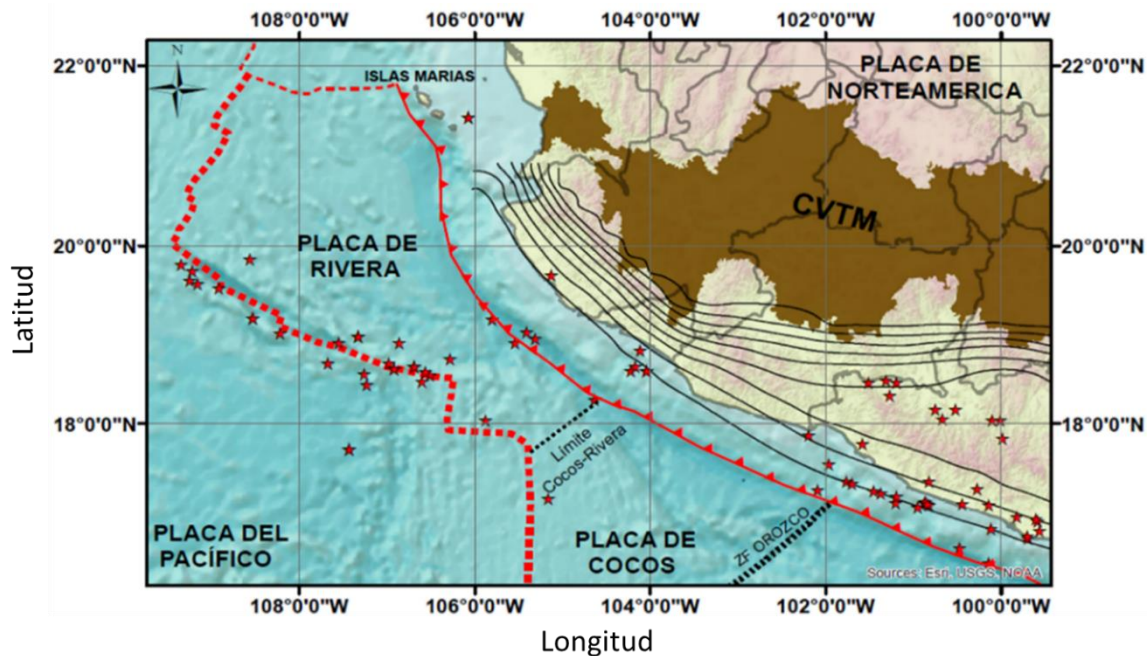 108°0'0"W 106°0'0"W 104°0'0"W 102°0'0"W 100°0'0"W
N
22°0'0"N
22°0'0"N
ISLAS MARIAS
PLACA DE
NORTEAMERICA
CVTM
20°0'0"N
20°0'0"N
PLACA DE
RIVERA
Latitud
18°0'0"N
18°0'0"N
Límite
Cocos-Rivera
PLACA DEL
PACÍFICO
PLACA DE
COCOS
ZF OROZCO
Sources: Esri, USGS, NOAA
108°0'0"W 106°0'0"W 104°0'0"W 102°0'0"W 100°0'0"W
Longitud